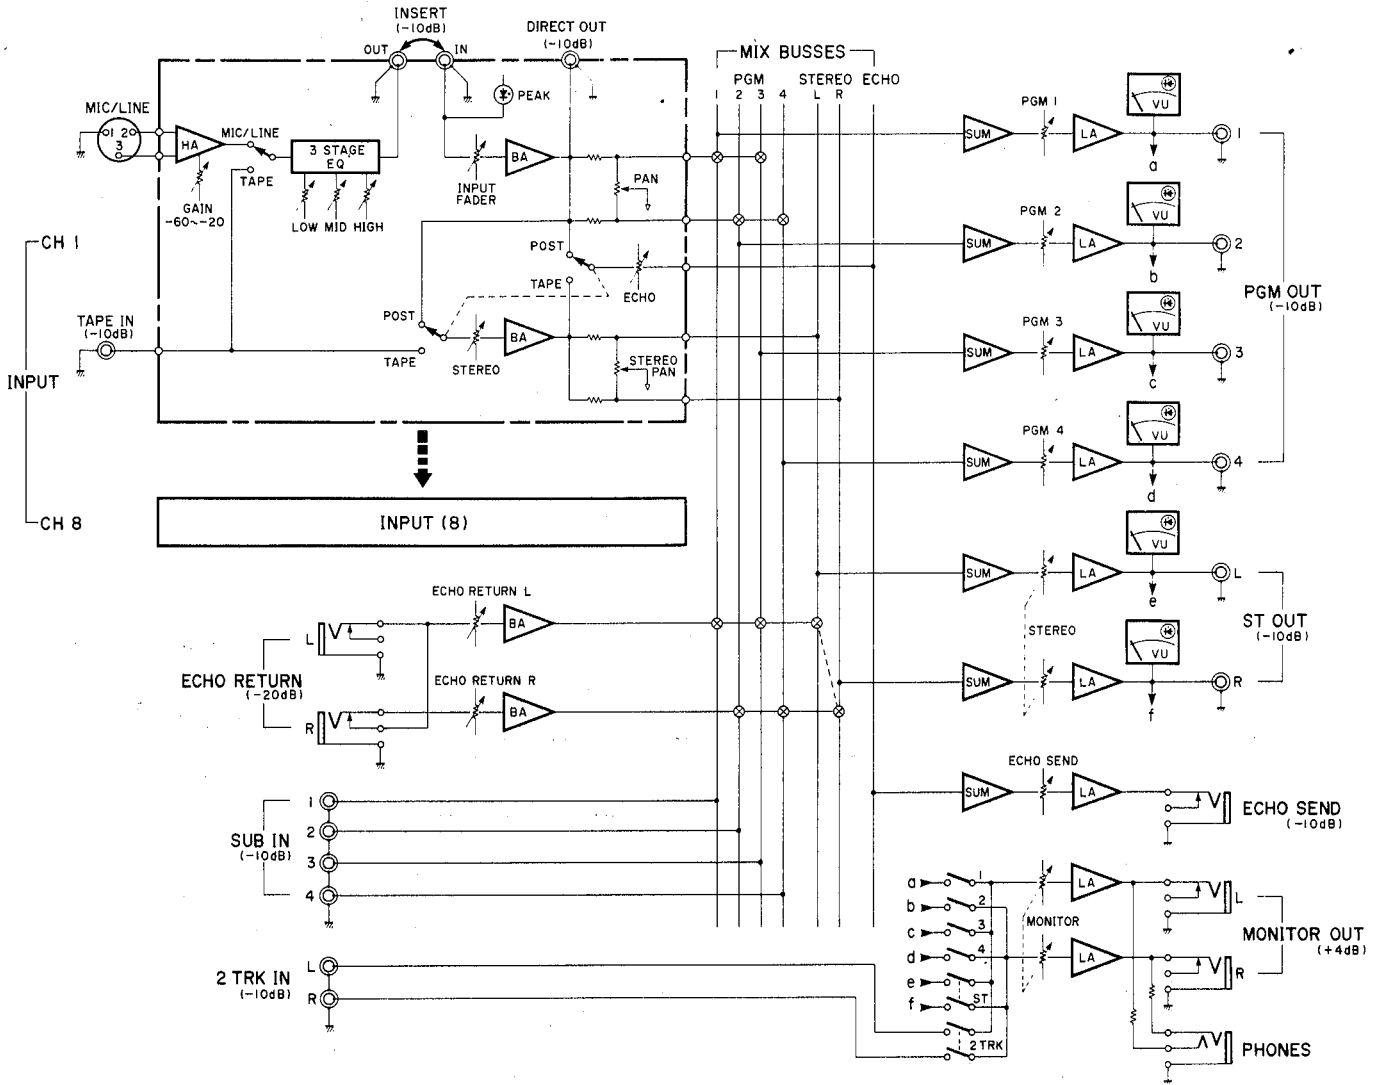 INSERT
(-10dB)
OUT
IN
DIRECT OUT
(-10dB)
MIX BUSSES
PGM
STEREO
ECHO
1
2
3
4
L
R
PEAK
MIC/LINE
1 2
3
HA
MIC/LINE
TAPE
GAIN
-60~-20
3 STAGE
EQ
LOW MID HIGH
INPUT
FADER
BA
PAN
POST
TAPE
ECHO
POST
TAPE
STEREO
BA
STEREO
PAN
CH 1
TAPE IN
(-10dB)
INPUT
CH 8
INPUT (8)
ECHO RETURN L
BA
ECHO RETURN R
BA
L
ECHO RETURN
(-20dB)
R
SUB IN
(-10dB)
1
2
3
4
2 TRK IN
(-10dB)
L
R
SUM
PGM 1
LA
VU
a
1
SUM
PGM 2
LA
VU
b
2
PGM OUT
(-10dB)
SUM
PGM 3
LA
VU
c
3
SUM
PGM 4
LA
VU
d
4
SUM
LA
VU
e
L
STEREO
ST OUT
(-10dB)
SUM
LA
VU
f
R
ECHO SEND
SUM
LA
ECHO SEND
(-10dB)
a
1
b
2
c
3
d
4
e
f
ST
2 TRK
MONITOR
LA
LA
L
MONITOR OUT
(+4dB)
R
PHONES